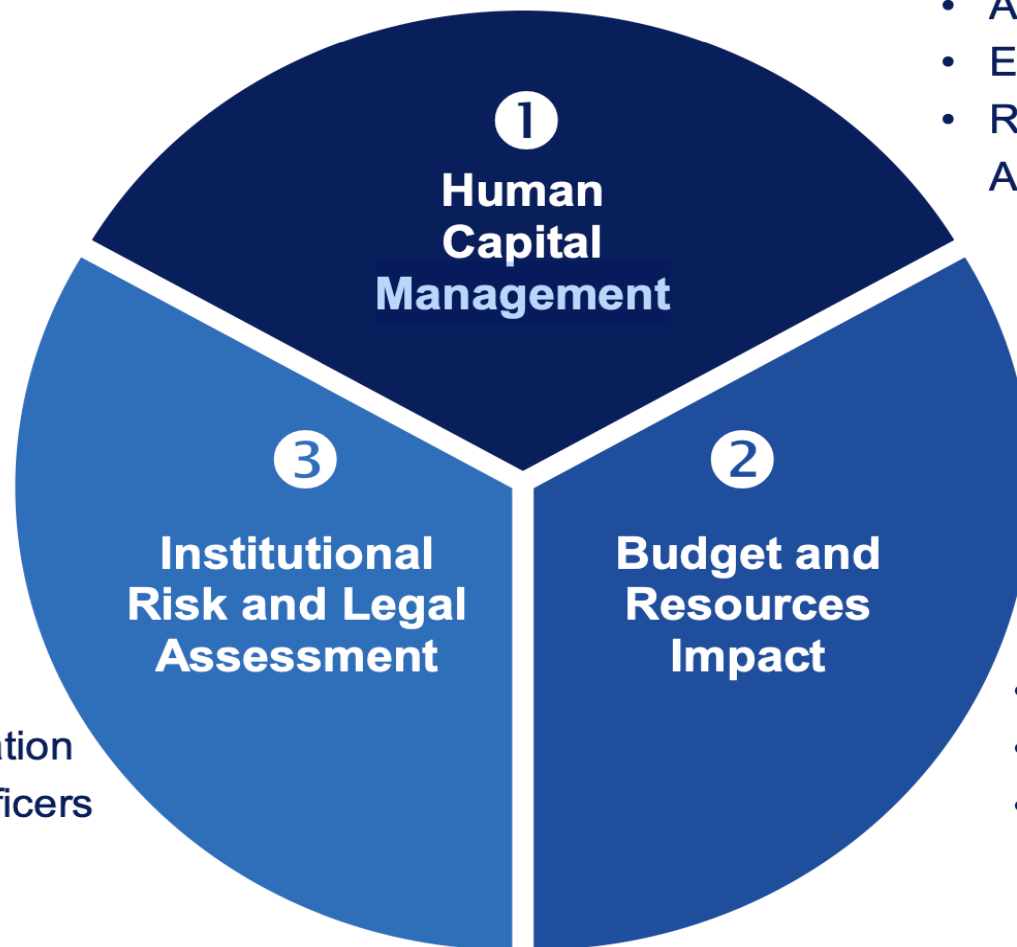 1
Human
Capital
Management
3
Institutional
Risk and Legal
Assessment
2
Budget and
Resources
Impact